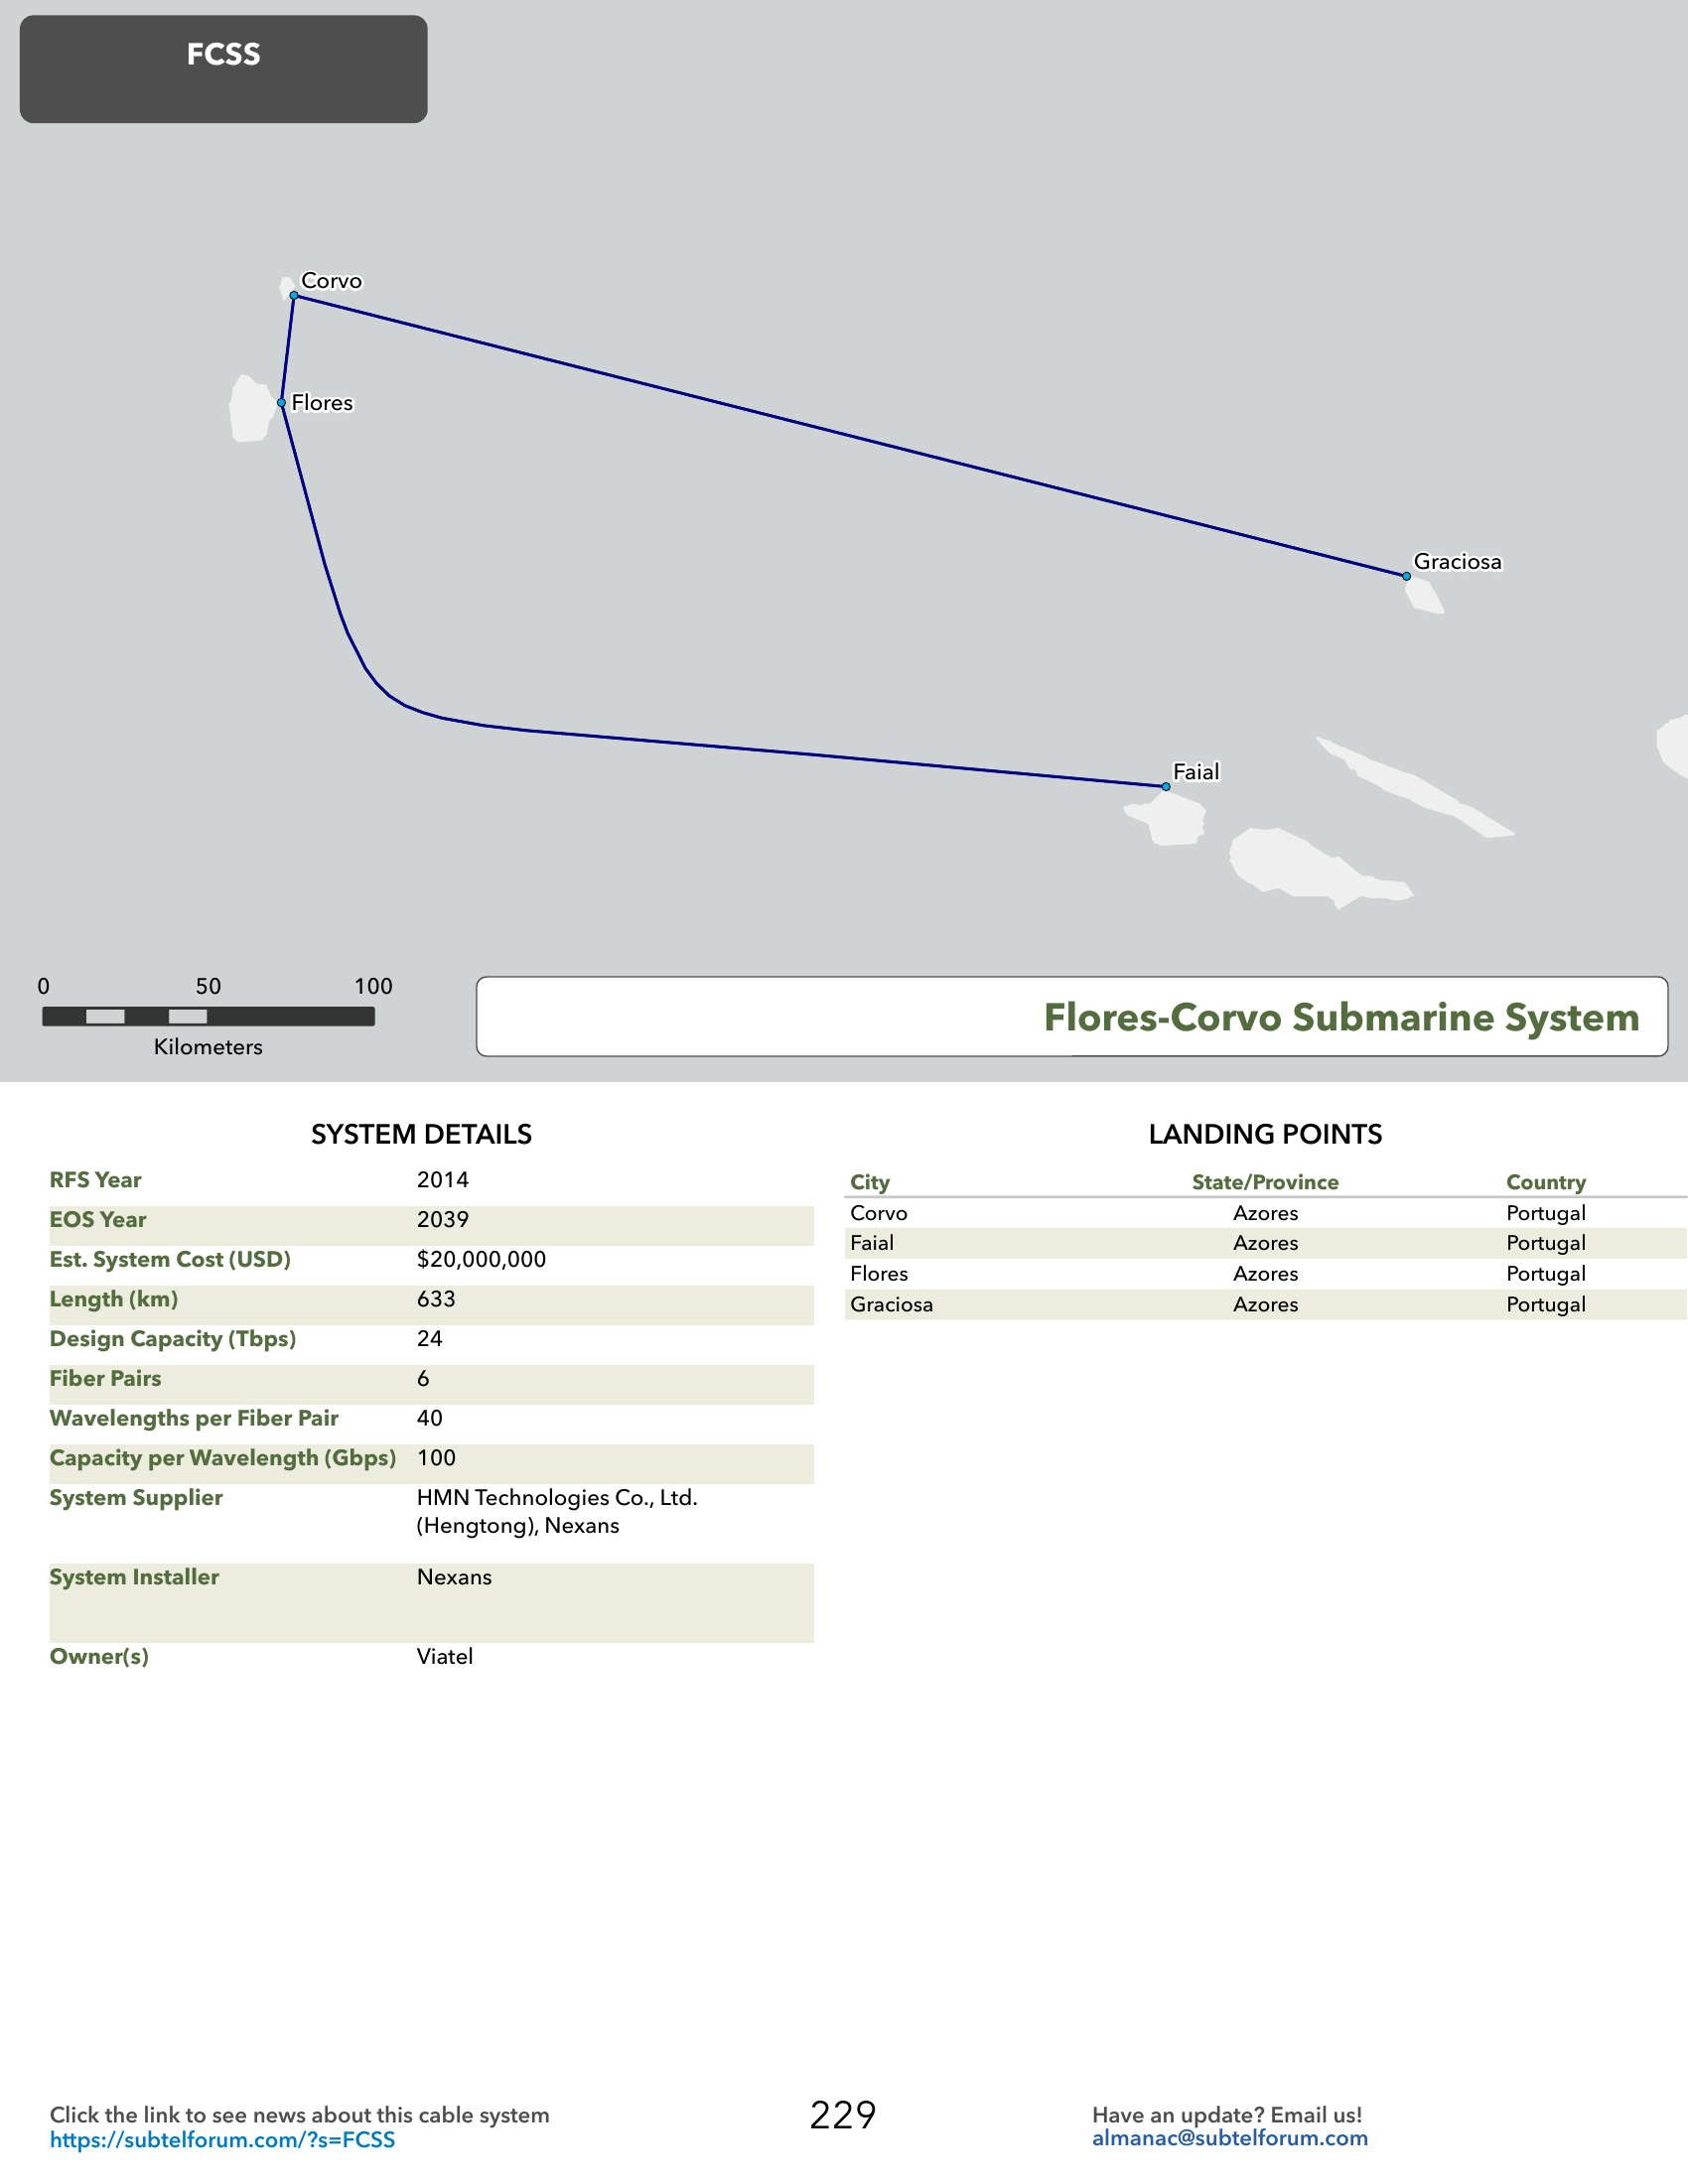 FCSS
Corvo
Flores
Graciosa
Faial
0 50 100
Kilometers
Flores-Corvo Submarine System
SYSTEM DETAILS
RFS Year 2014
EOS Year 2039
Est. System Cost (USD) $20,000,000
Length (km) 633
Design Capacity (Tbps) 24
Fiber Pairs 6
Wavelengths per Fiber Pair 40
Capacity per Wavelength (Gbps) 100
System Supplier HMN Technologies Co., Ltd.
(Hengtong), Nexans
System Installer Nexans
Owner(s) Viatel
LANDING POINTS
City State/Province Country
Corvo Azores Portugal
Faial Azores Portugal
Flores Azores Portugal
Graciosa Azores Portugal
Click the link to see news about this cable system
https://subtelforum.com/?s=FCSS
229
Have an update? Email us!
almanac@subtelforum.com